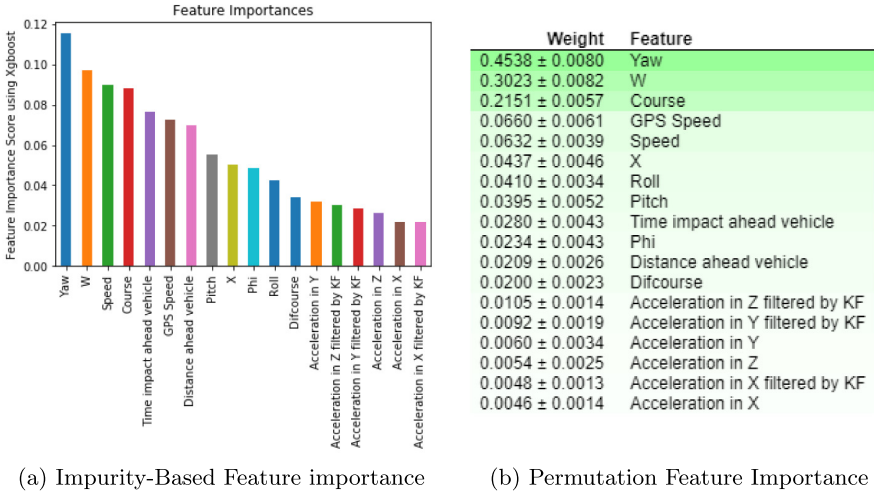 Feature Importances
Feature Importance Score using Xgboost
0.12
0.10
0.08
0.06
0.04
0.02
0.00
Yaw
W
Speed
Course
Time impact ahead vehicle
GPS Speed
Distance ahead vehicle
Pitch
X
Phi
Roll
Difcourse
Acceleration in Y
Acceleration in Z filtered by KF
Acceleration in Y filtered by KF
Acceleration in Z
Acceleration in X
Acceleration in X filtered by KF
(a) Impurity-Based Feature importance
Weight Feature
0.4538 ± 0.0080 Yaw
0.3023 ± 0.0082 W
0.2151 ± 0.0057 Course
0.0660 ± 0.0061 GPS Speed
0.0632 ± 0.0039 Speed
0.0437 ± 0.0046 X
0.0410 ± 0.0034 Roll
0.0395 ± 0.0052 Pitch
0.0280 ± 0.0043 Time impact ahead vehicle
0.0234 ± 0.0043 Phi
0.0209 ± 0.0026 Distance ahead vehicle
0.0200 ± 0.0023 Difcourse
0.0105 ± 0.0014 Acceleration in Z filtered by KF
0.0092 ± 0.0019 Acceleration in Y filtered by KF
0.0060 ± 0.0034 Acceleration in Y
0.0054 ± 0.0025 Acceleration in Z
0.0048 ± 0.0013 Acceleration in X filtered by KF
0.0046 ± 0.0014 Acceleration in X
(b) Permutation Feature Importance